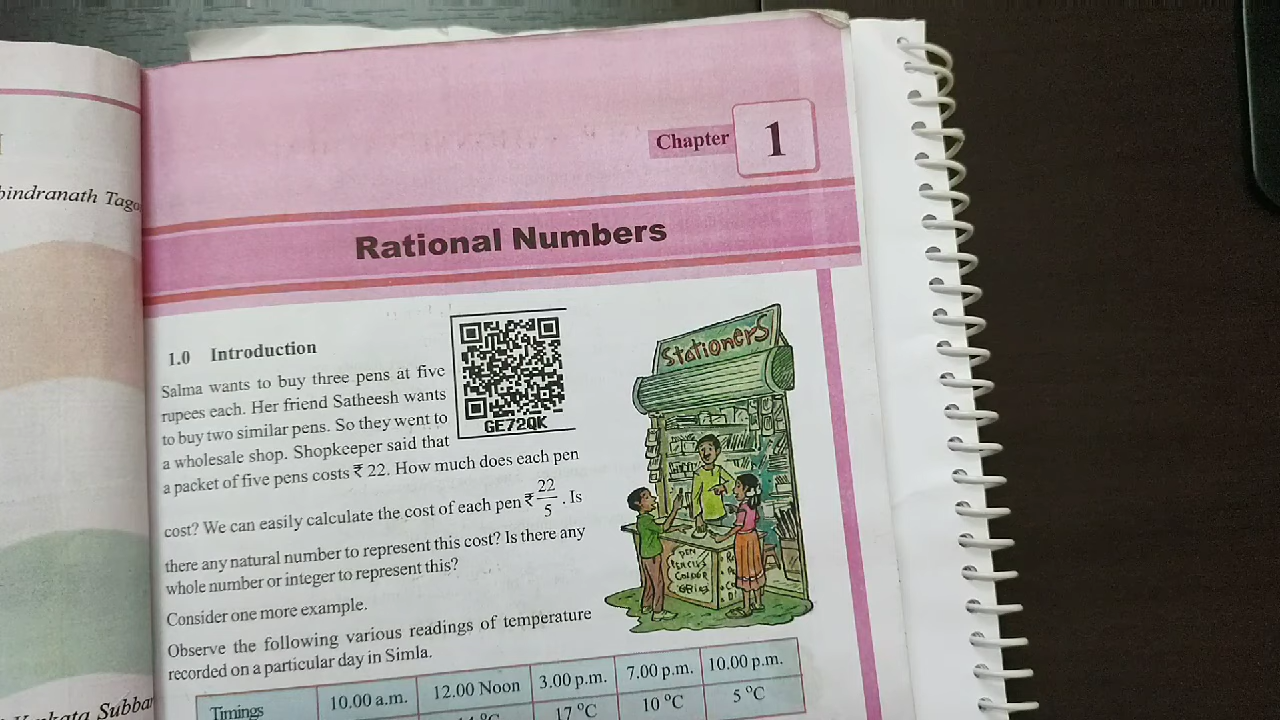 bindranath Tago
Chapter 1
Rational Numbers
1.0 Introduction
Salma wants to buy three pens at five
rupees each. Her friend Satheesh wants
to buy two similar pens. So they went to
a wholesale shop. Shopkeeper said that
a packet of five pens costs ₹ 22. How much does each pen
cost? We can easily calculate the cost of each pen ₹ 22/5 . Is
there any natural number to represent this cost? Is there any
whole number or integer to represent this?
Consider one more example.
Observe the following various readings of temperature
recorded on a particular day in Simla.
GE72QK
Stationers
PEN
PENCILS
COLOUR
Timings 10.00 a.m. 12.00 Noon 3.00 p.m. 7.00 p.m. 10.00 p.m.
17 °C 10 °C 5 °C
Subba